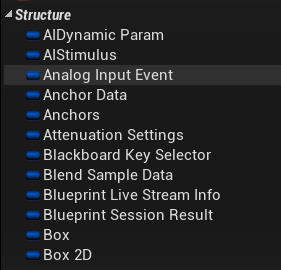 Structure
AIDynamic Param
AIStimulus
Analog Input Event
Anchor Data
Anchors
Attenuation Settings
Blackboard Key Selector
Blend Sample Data
Blueprint Live Stream Info
Blueprint Session Result
Box
Box 2D